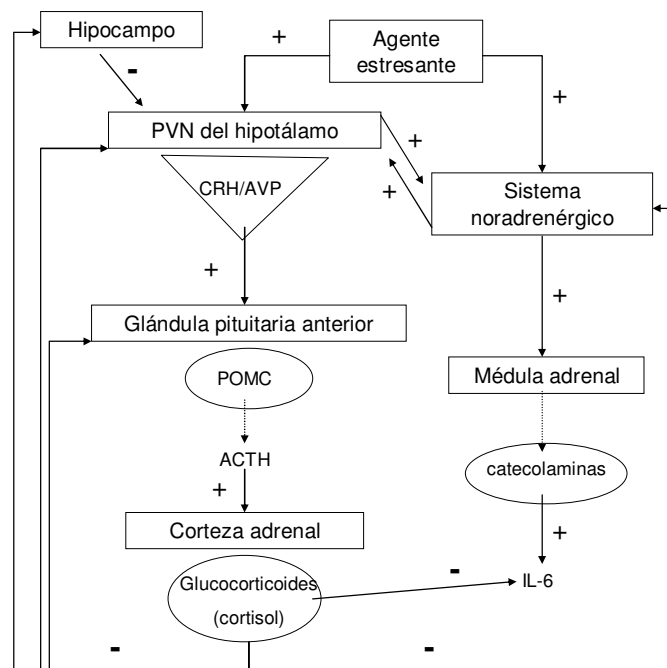 Hipocampo
+
Agente
estresante
-
+
PVN del hipotálamo
+
CRH/AVP
+
Sistema
noradrenérgico
+
+
Glándula pituitaria anterior
POMC
Médula adrenal
ACTH
catecolaminas
+
Corteza adrenal
+
Glucocorticoides
(cortisol)
-
IL-6
-
-